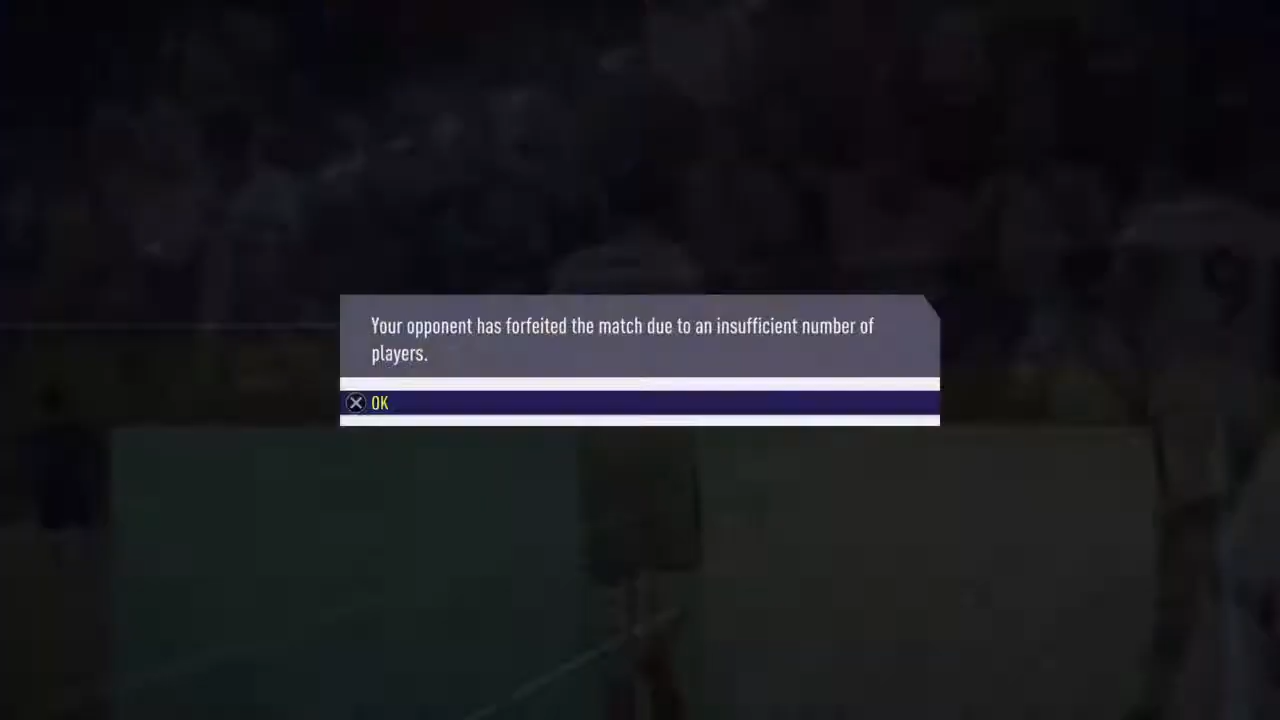 Your opponent has forfeited the match due to an insufficient number of
players.
OK